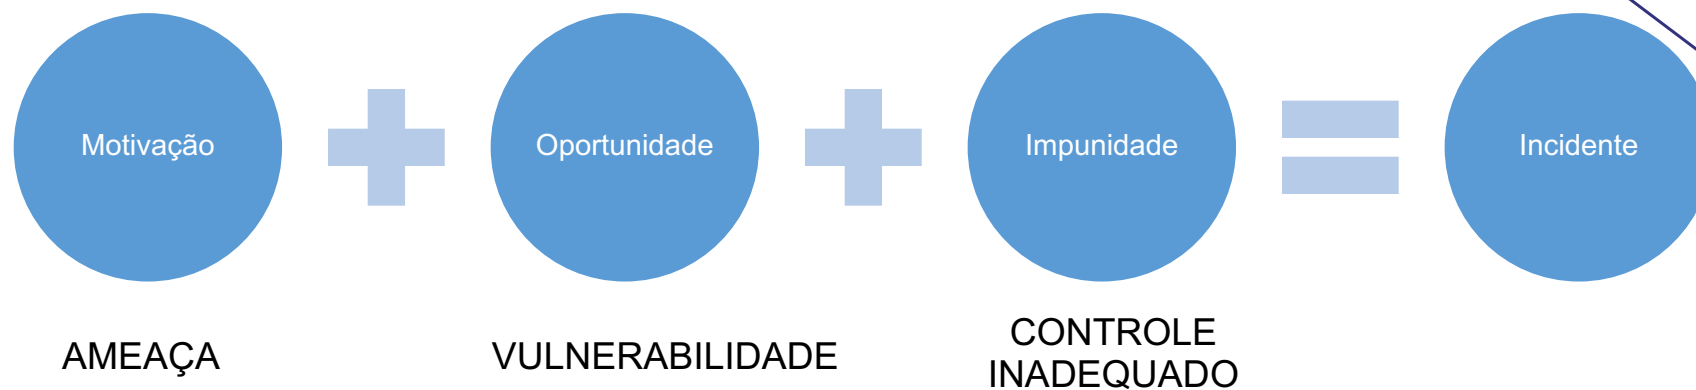 Motivação
Oportunidade
Impunidade
Incidente
AMEAÇA
VULNERABILIDADE
CONTROLE
INADEQUADO